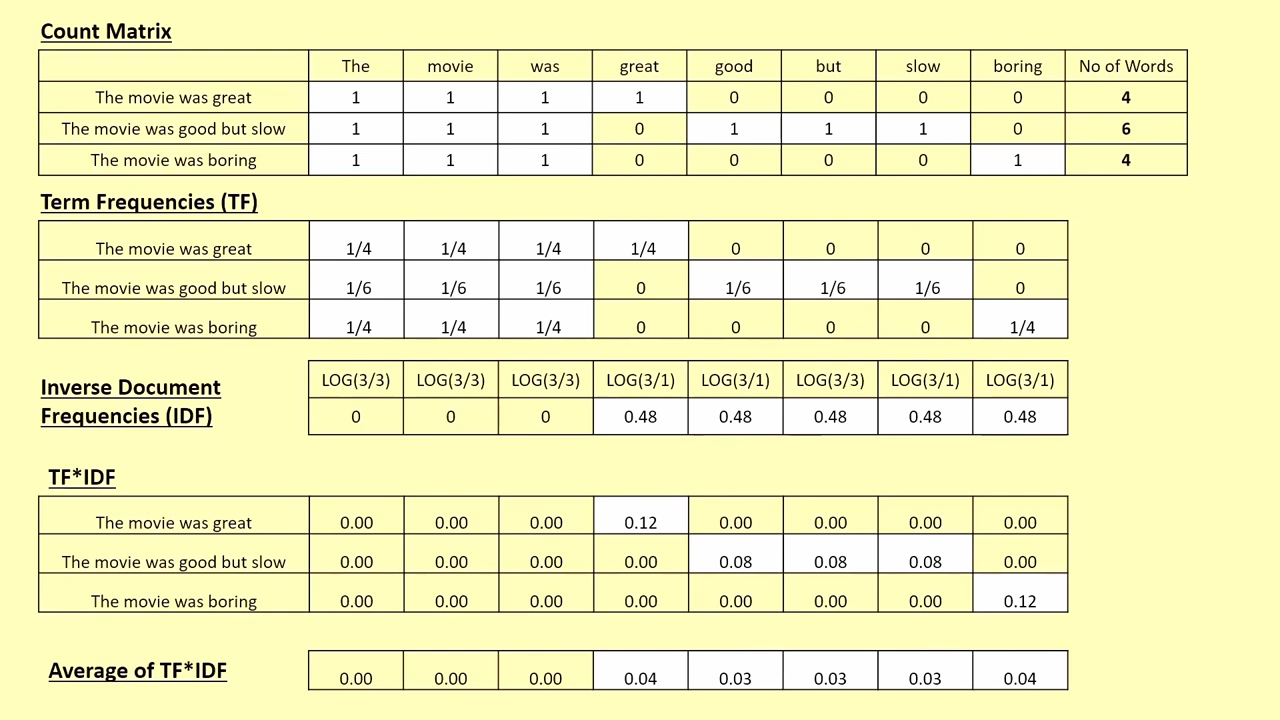 Count Matrix
The movie was great good but slow boring No of Words
The movie was great 1 1 1 1 0 0 0 0 4
The movie was good but slow 1 1 1 0 1 1 1 0 6
The movie was boring 1 1 1 0 0 0 0 1 4
Term Frequencies (TF)
The movie was great 1/4 1/4 1/4 1/4 0 0 0 0
The movie was good but slow 1/6 1/6 1/6 0 1/6 1/6 1/6 0
The movie was boring 1/4 1/4 1/4 0 0 0 0 1/4
Inverse Document
Frequencies (IDF)
LOG(3/3) LOG(3/3) LOG(3/3) LOG(3/1) LOG(3/1) LOG(3/3) LOG(3/1) LOG(3/1)
0 0 0 0.48 0.48 0.48 0.48 0.48
TF*IDF
The movie was great 0.00 0.00 0.00 0.12 0.00 0.00 0.00 0.00
The movie was good but slow 0.00 0.00 0.00 0.00 0.08 0.08 0.08 0.00
The movie was boring 0.00 0.00 0.00 0.00 0.00 0.00 0.00 0.12
Average of TF*IDF 0.00 0.00 0.00 0.04 0.03 0.03 0.03 0.04